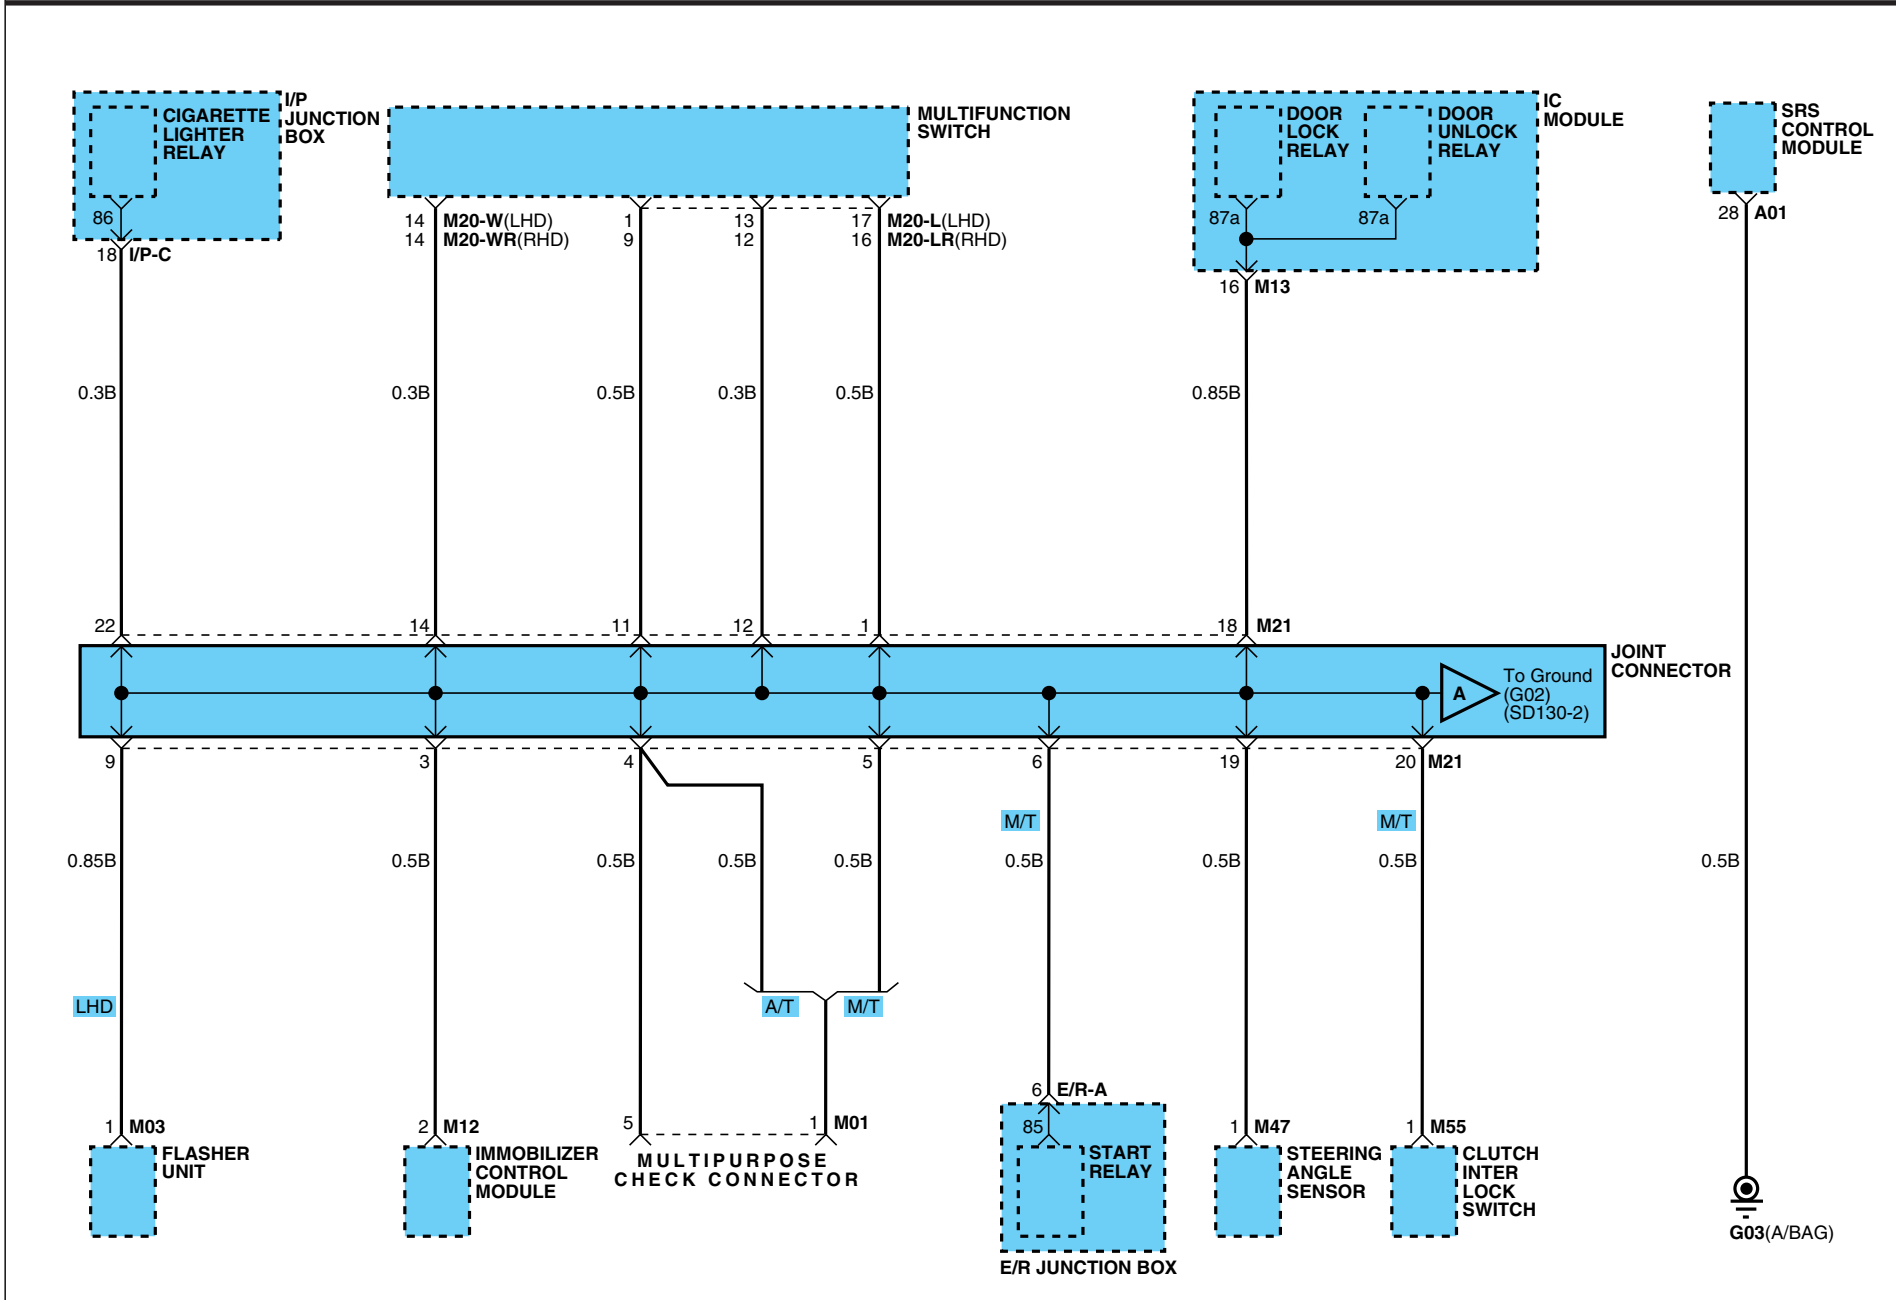 I/P
JUNCTION
BOX
CIGARETTE
LIGHTER
RELAY
86
18 I/P-C
MULTIFUNCTION
SWITCH
14 M20-W(LHD)
14 M20-WR(RHD)
1
9
13
12
17 M20-L(LHD)
16 M20-LR(RHD)
IC
MODULE
DOOR
LOCK
RELAY
DOOR
UNLOCK
RELAY
87a
87a
16 M13
SRS
CONTROL
MODULE
28 A01
0.3B
0.3B
0.5B
0.3B
0.5B
0.85B
22
14
11
12
1
18 M21
JOINT
CONNECTOR
A
To Ground
(G02)
(SD130-2)
9
3
4
5
6
19
20 M21
M/T
M/T
0.85B
0.5B
0.5B
0.5B
0.5B
0.5B
0.5B
0.5B
0.5B
LHD
A/T
M/T
1 M03
FLASHER
UNIT
2 M12
IMMOBILIZER
CONTROL
MODULE
5
1 M01
MULTIPURPOSE
CHECK CONNECTOR
6 E/R-A
85
START
RELAY
E/R JUNCTION BOX
1 M47
STEERING
ANGLE
SENSOR
1 M55
CLUTCH
INTER
LOCK
SWITCH
G03(A/BAG)